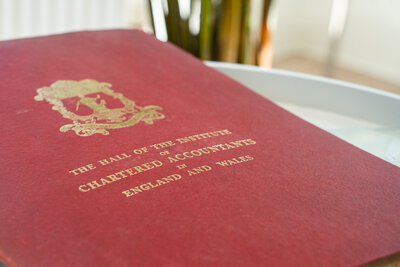 THE HALL OF THE INSTITUTE
OF
CHARTERED ACCOUNTANTS
IN
ENGLAND AND WALES